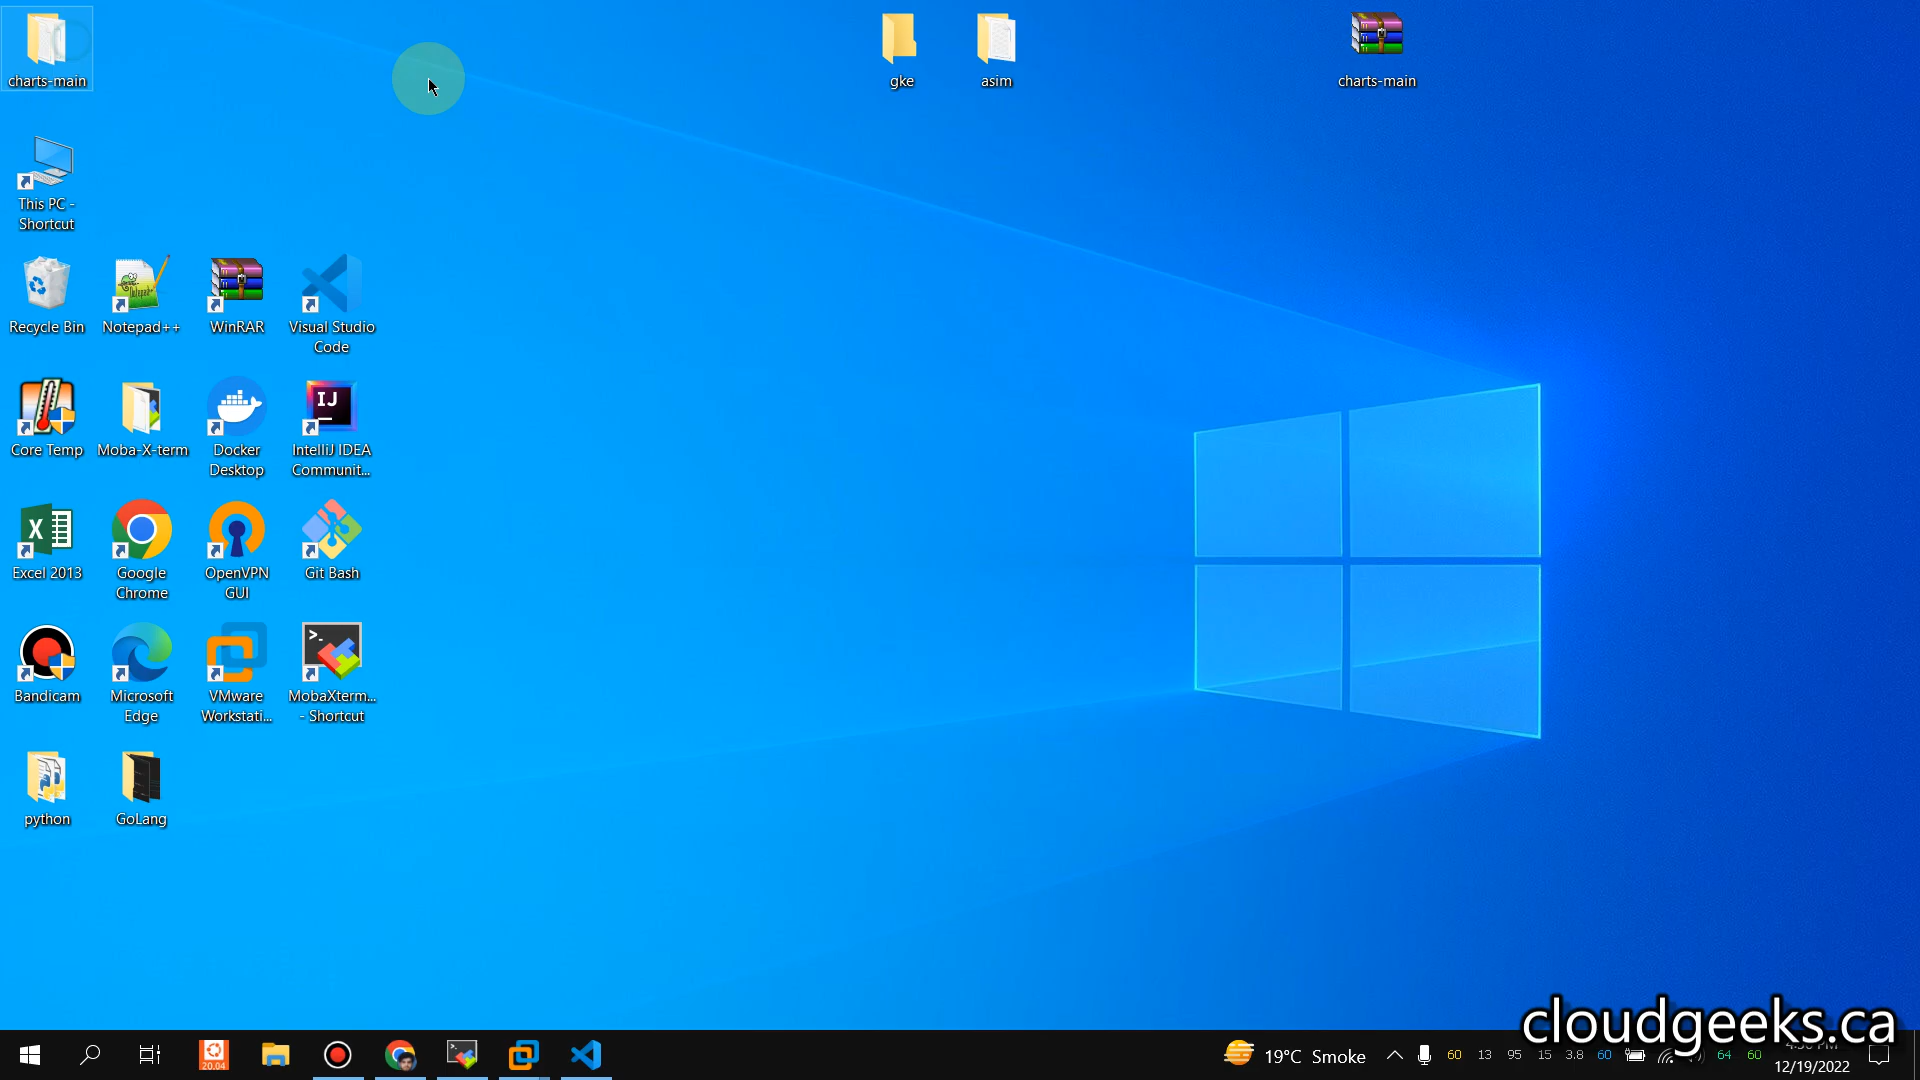 charts-main
gke
asim
charts-main
This PC -
Shortcut
Recycle Bin
Notepad++
WinRAR
Visual Studio
Code
Core Temp
Moba-X-term
Docker
Desktop
IJ
IntelliJ IDEA
Communit...
Excel 2013
Google
Chrome
OpenVPN
GUI
Git Bash
Bandicam
Microsoft
Edge
VMware
Workstati...
MobaXterm...
- Shortcut
python
GoLang
cloudgeeks.ca
20.04
19°C Smoke
60 13 95 15 3.8 60 64 60
12/19/2022